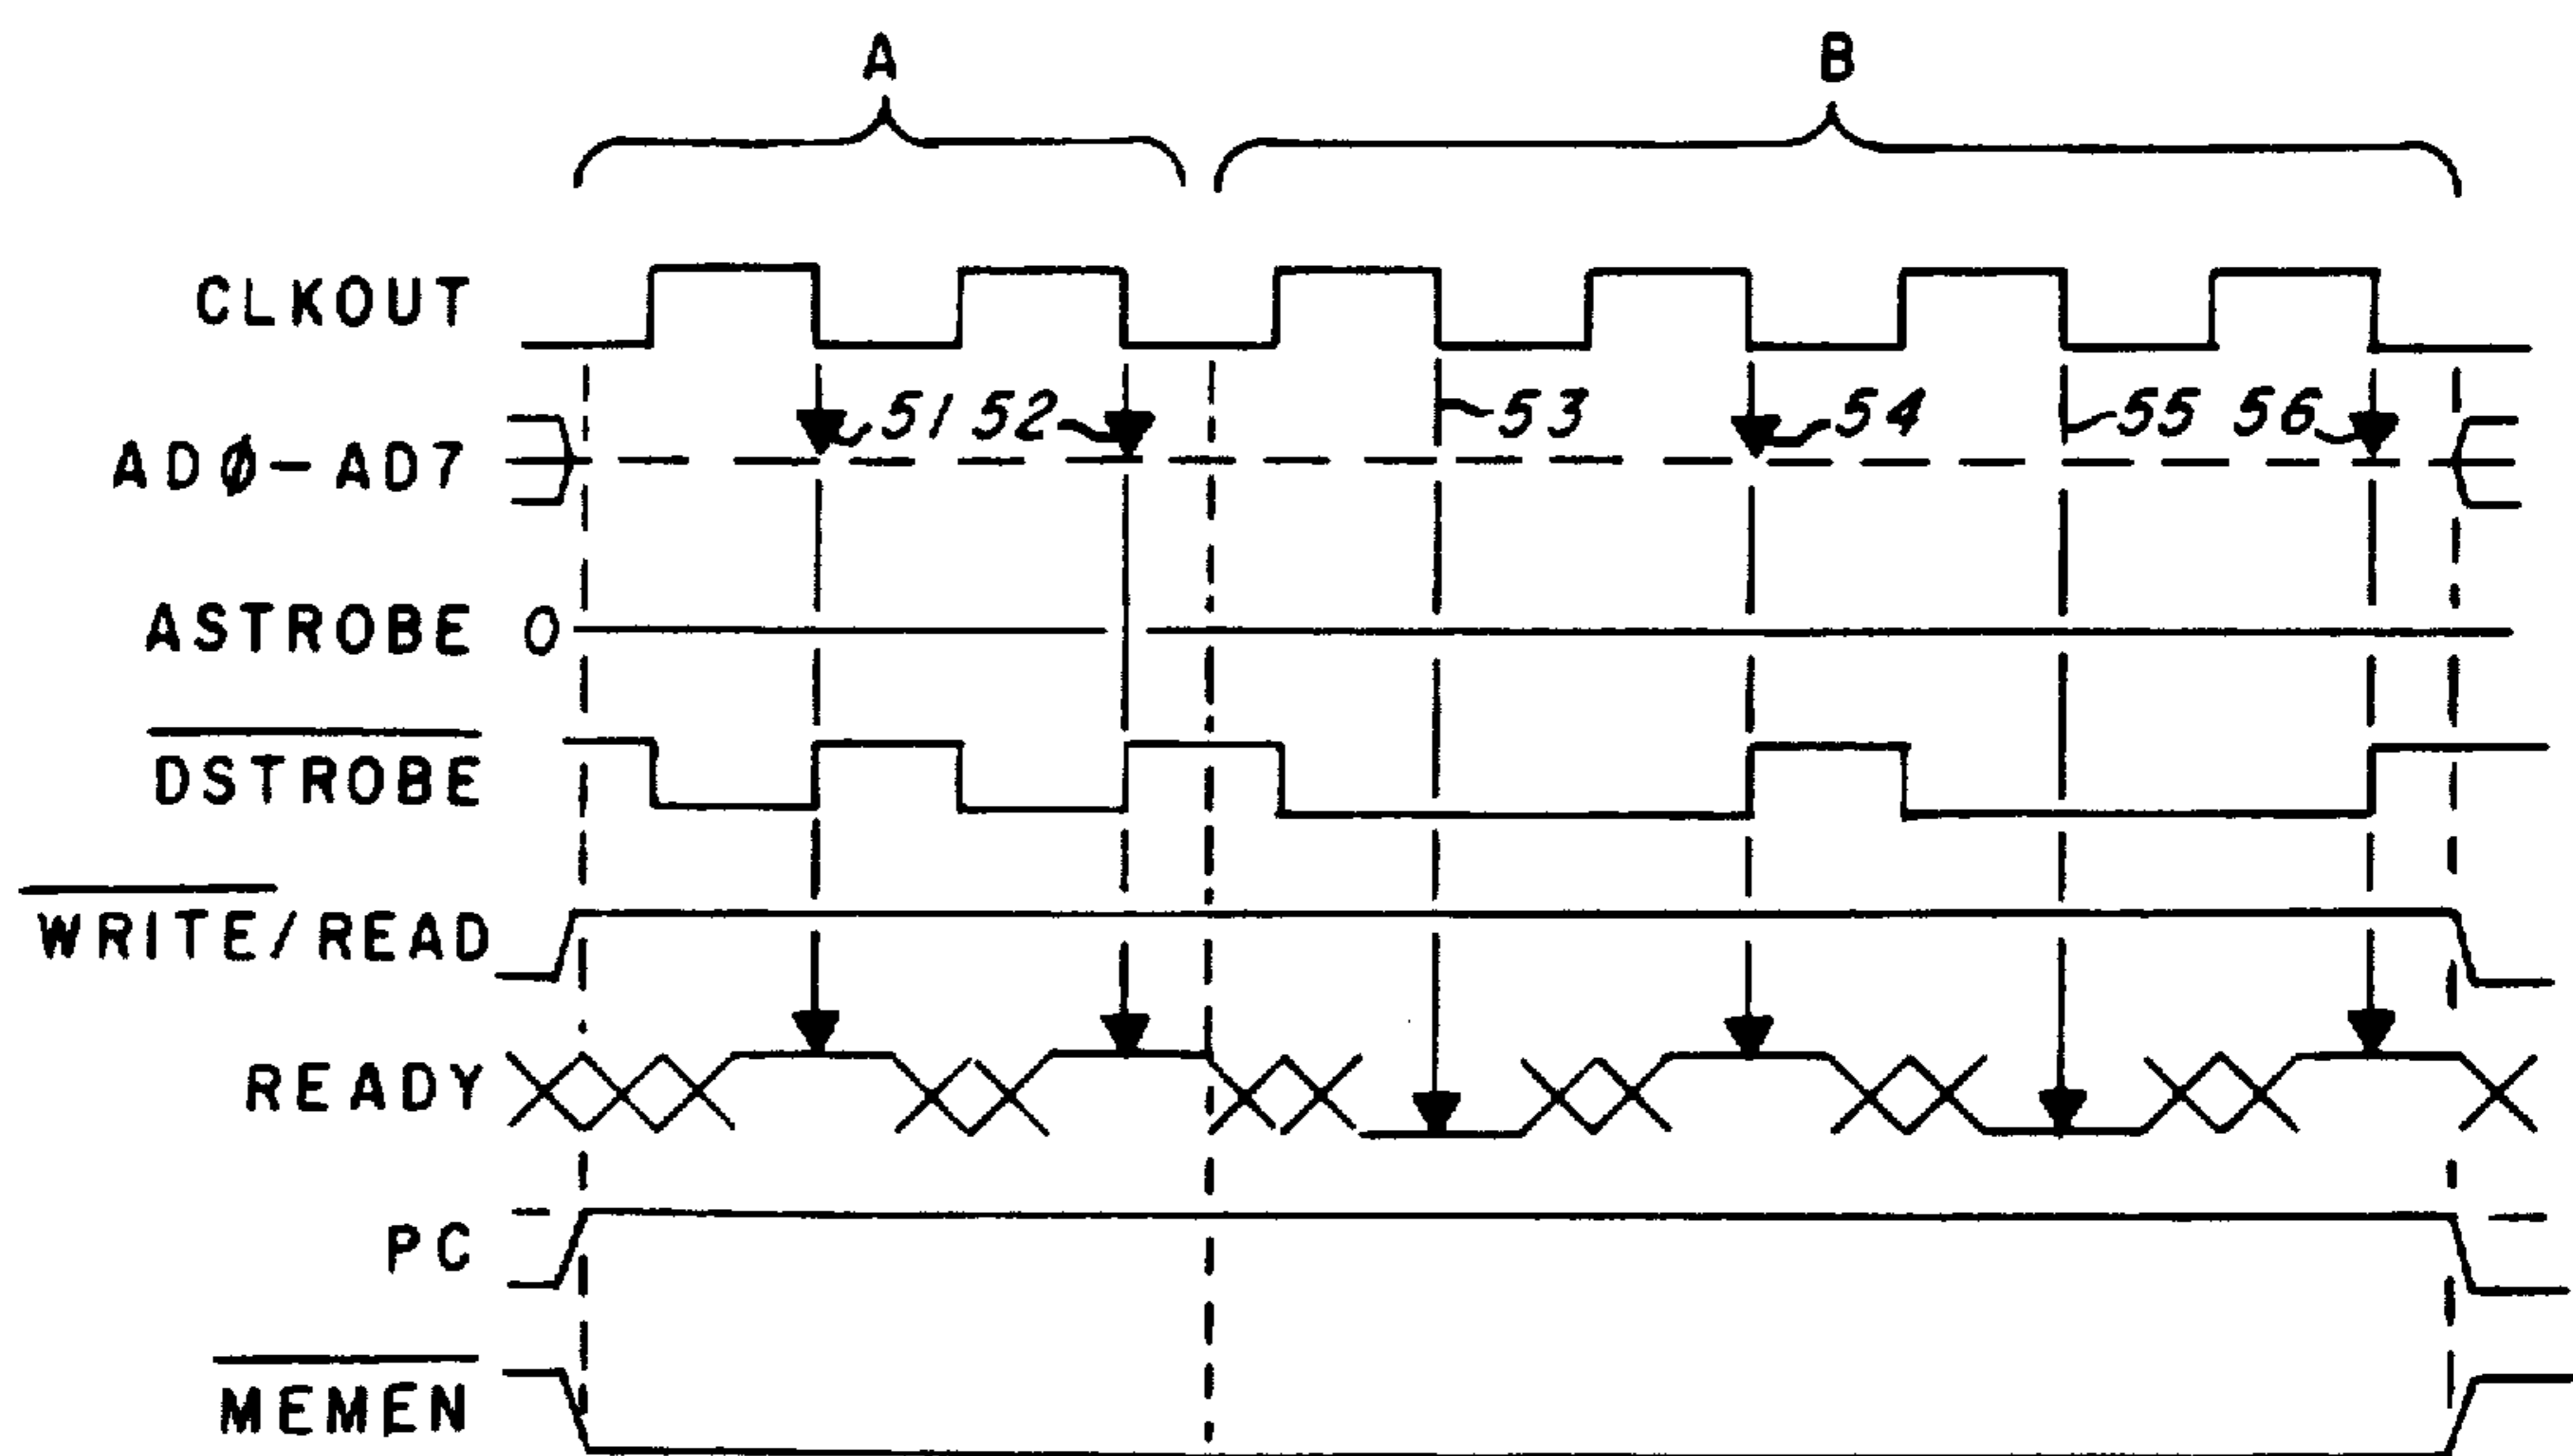 A B
CLKOUT
51 52 53 54 55 56
ADØ-AD7
ASTROBE 0
DSTROBE
WRITE/READ
READY
PC
MEMEN